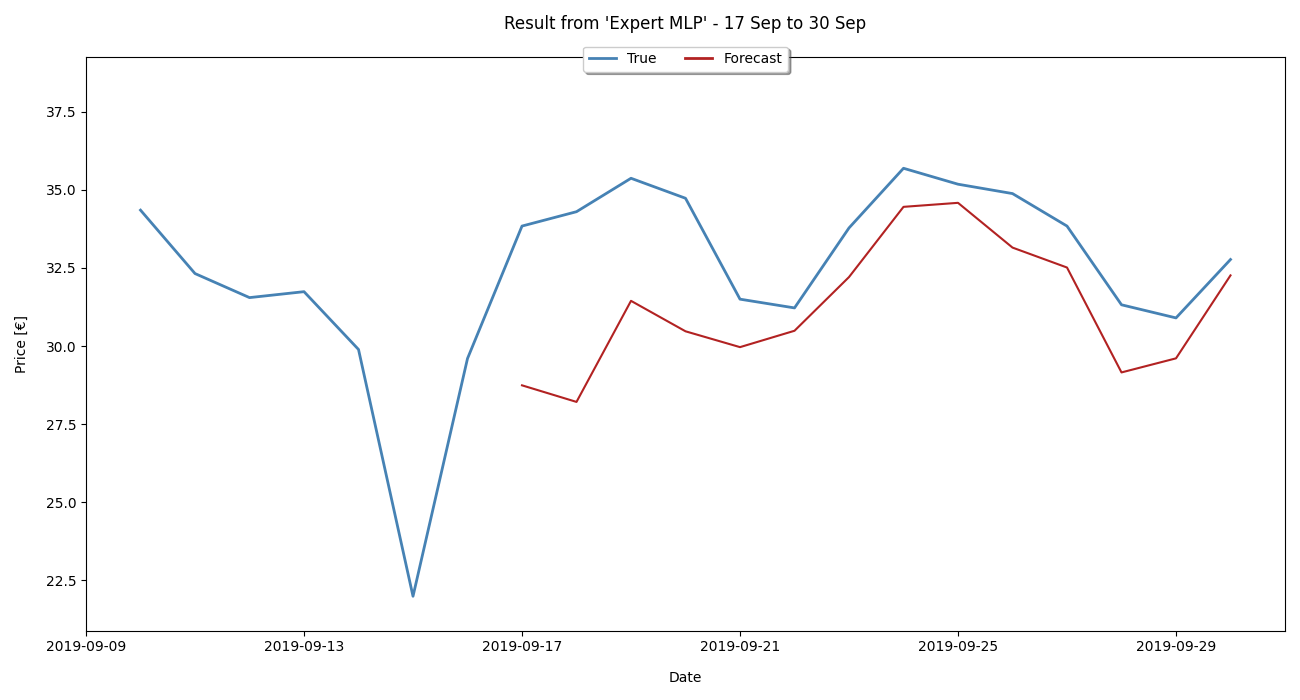 Result from 'Expert MLP' - 17 Sep to 30 Sep
True Forecast
Price [€]
37.5
35.0
32.5
30.0
27.5
25.0
22.5
2019-09-09 2019-09-13 2019-09-17 2019-09-21 2019-09-25 2019-09-29
Date